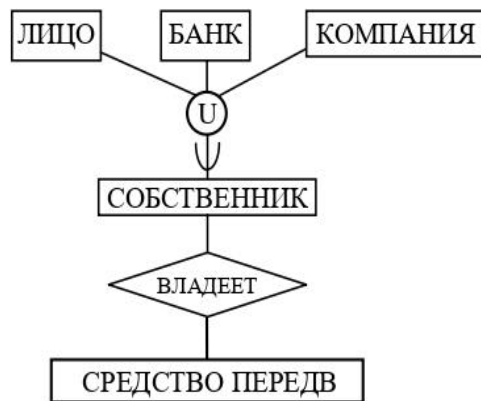 ЛИЦО БАНК КОМПАНИЯ
U
СОБСТВЕННИК
ВЛАДЕЕТ
СРЕДСТВО ПЕРЕДВ